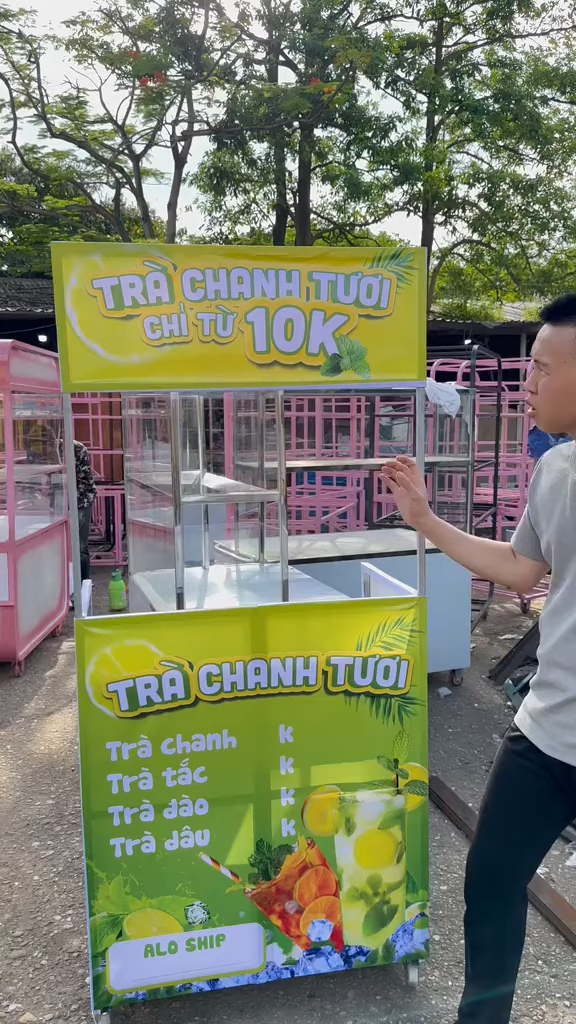 TRÀ CHANH TƯƠI
CHỈ TỪ 10K
TRÀ CHANH TƯƠI
Trà chanh K
Trà tắc K
Trà đào K
Trà dâu K
ALO SHIP